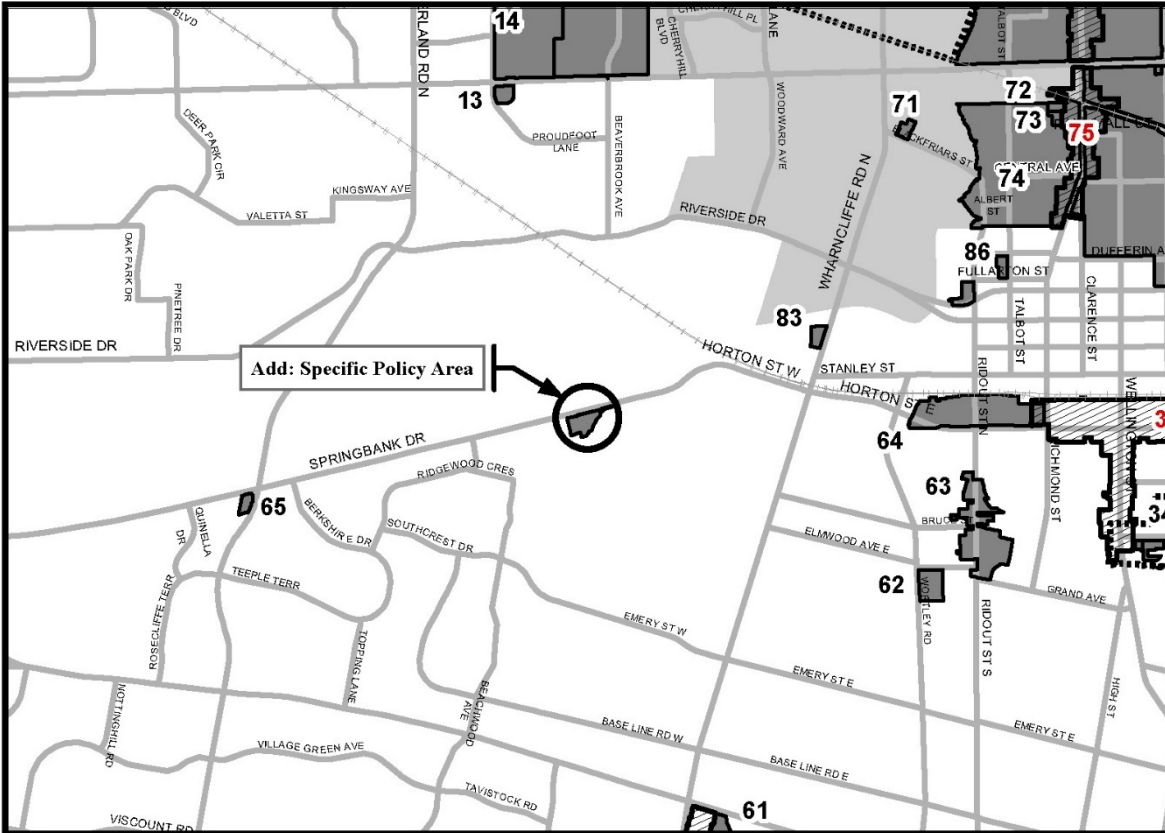 BLVD
ERLAND RD N
14
CHERRYHILL PL
CHERRYHILL
BLVD
LANE
TALBOT ST
13
DEER PARK CIR
PROUDFOOT
LANE
BEAVERBROOK AVE
WOODWARD AVE
71
72
73
75
CENTRAL AVE
74
ALBERT
ST
KINGSWAY AVE
VALETTA ST
RIVERSIDE DR
WHARNCLIFFE RD N
OAK PARK DR
PINETREE DR
86
DUFFERIN A
FULLARTON ST
CLARENCE ST
TALBOT ST
83
RIVERSIDE DR
HORTON ST W
STANLEY ST
HORTON ST E
RIDOUT ST N
Add: Specific Policy Area
64
3
SPRINGBANK DR
RIDGEWOOD CRES
63
34
65
QUINELLA
DR
BERKSHIRE DR
SOUTHCREST DR
ELMWOOD AVE E
TEEPLE TERR
62
WORTLEY RD
GRAND AVE
ROSECLIFFE TERR
TOPPING LANE
EMERY ST W
RIDOUT ST S
HIGH ST
EMERY ST E
EMERY ST E
NOTTINGHILL RD
BEACHWOOD
AVE
BASE LINE RD W
BASE LINE RD E
VILLAGE GREEN AVE
TAVISTOCK RD
VISCOUNT RD
61